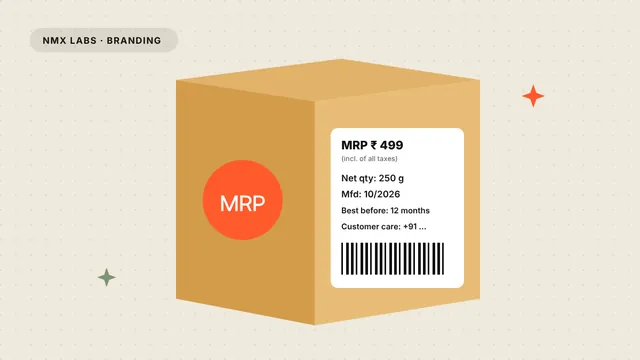 NMX LABS · BRANDING
MRP
MRP ₹ 499
(incl. of all taxes)
Net qty: 250 g
Mfd: 10/2026
Best before: 12 months
Customer care: +91 ...